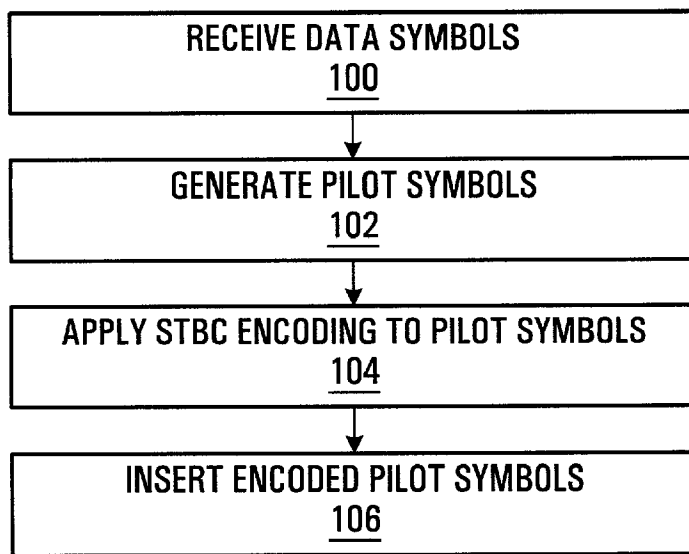 RECEIVE DATA SYMBOLS
100
GENERATE PILOT SYMBOLS
102
APPLY STBC ENCODING TO PILOT SYMBOLS
104
INSERT ENCODED PILOT SYMBOLS
106